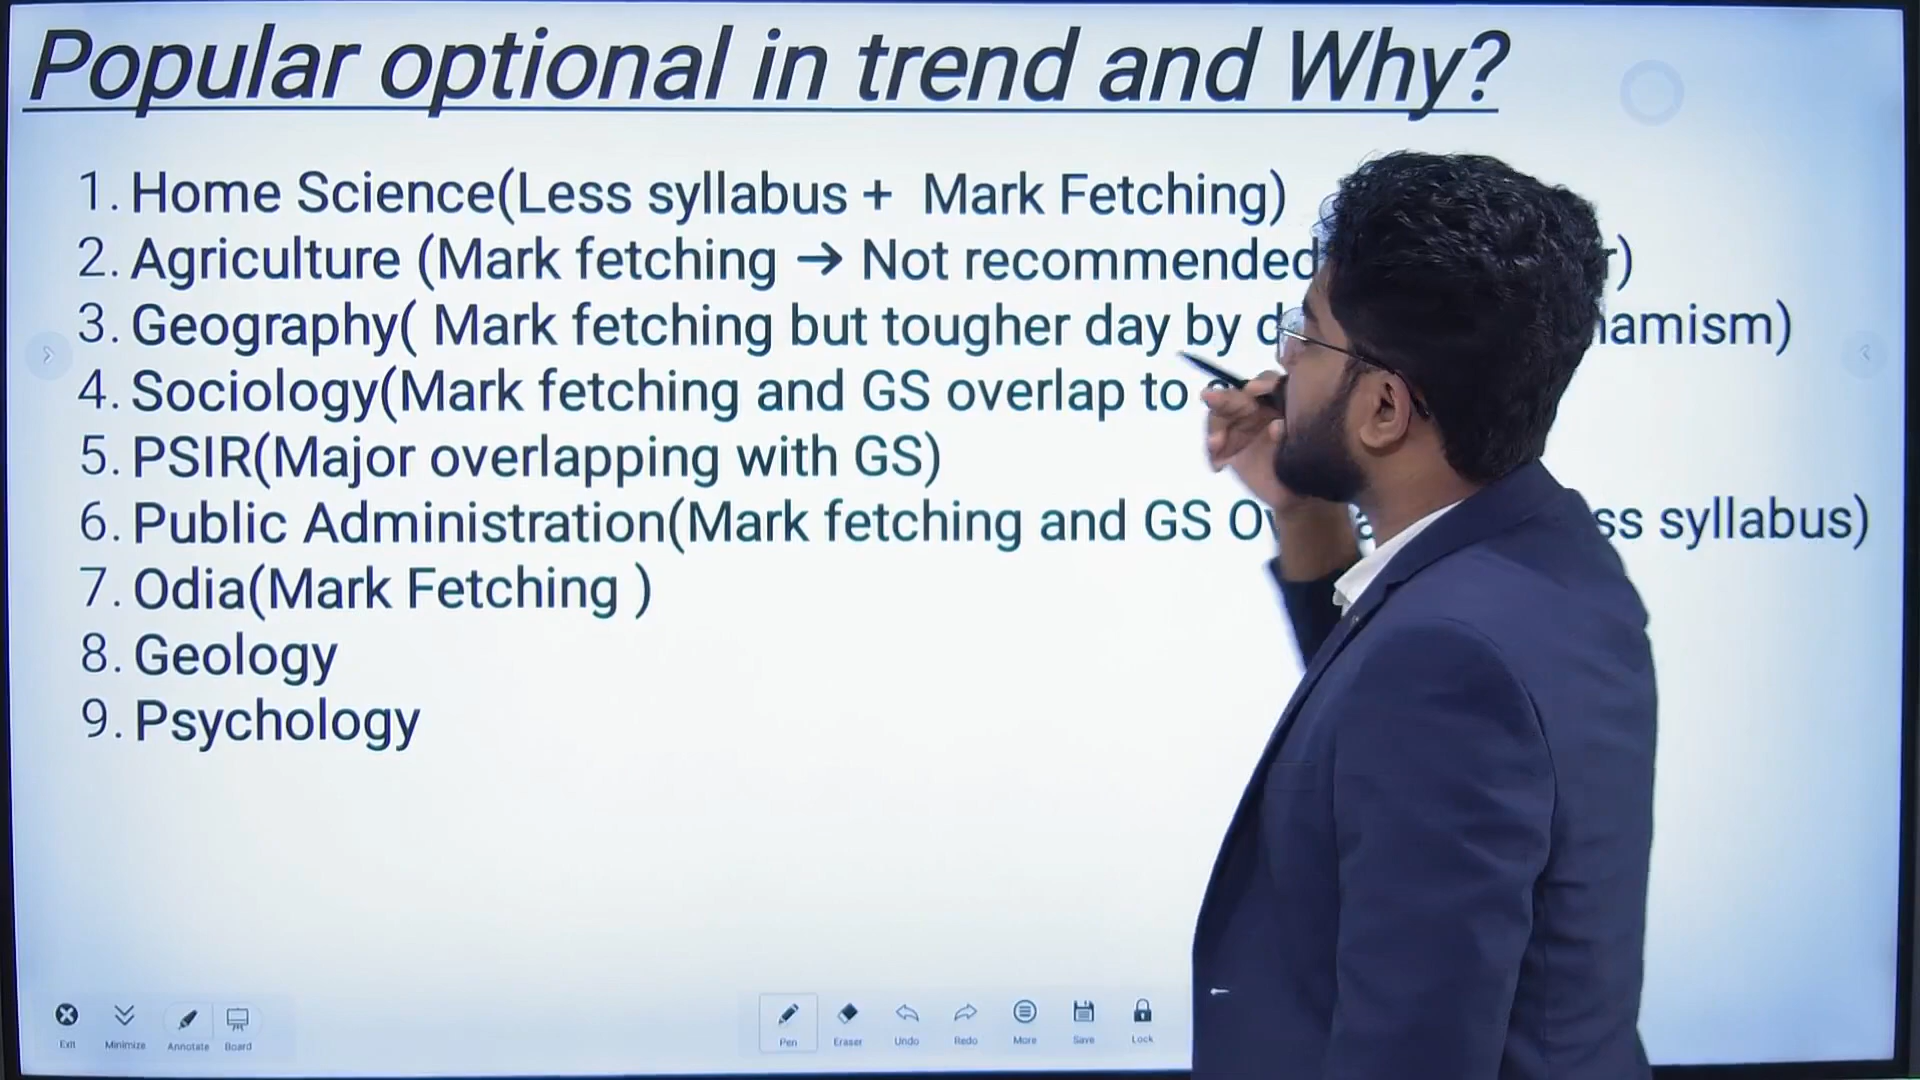 Popular optional in trend and Why?
1. Home Science(Less syllabus + Mark Fetching)
2. Agriculture (Mark fetching → Not recommended )
3. Geography( Mark fetching but tougher day by
4. Sociology(Mark fetching and GS overlap to
5. PSIR(Major overlapping with GS)
6. Public Administration(Mark fetching and GS syllabus)
7. Odia(Mark Fetching )
8. Geology
9. Psychology
Exit Minimize Annotate Board Pen Eraser Undo Redo More Save Lock